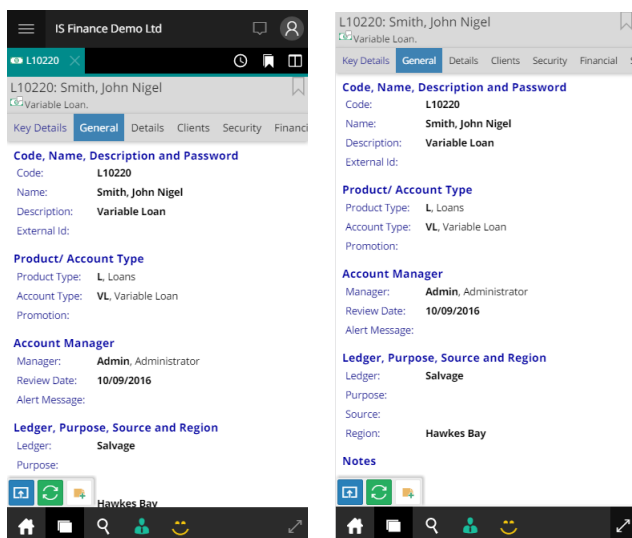 IS Finance Demo Ltd
L10220
L10220: Smith, John Nigel
Variable Loan.
Key Details General Details Clients Security Financi
Code, Name, Description and Password
Code: L10220
Name: Smith, John Nigel
Description: Variable Loan
External Id:
Product/ Account Type
Product Type: L, Loans
Account Type: VL, Variable Loan
Promotion:
Account Manager
Manager: Admin, Administrator
Review Date: 10/09/2016
Alert Message:
Ledger, Purpose, Source and Region
Ledger: Salvage
Purpose:
Hawkes Bay
L10220: Smith, John Nigel
Variable Loan.
Key Details General Details Clients Security Financial S
Code, Name, Description and Password
Code: L10220
Name: Smith, John Nigel
Description: Variable Loan
External Id:
Product/ Account Type
Product Type: L, Loans
Account Type: VL, Variable Loan
Promotion:
Account Manager
Manager: Admin, Administrator
Review Date: 10/09/2016
Alert Message:
Ledger, Purpose, Source and Region
Ledger: Salvage
Purpose:
Source:
Region: Hawkes Bay
Notes